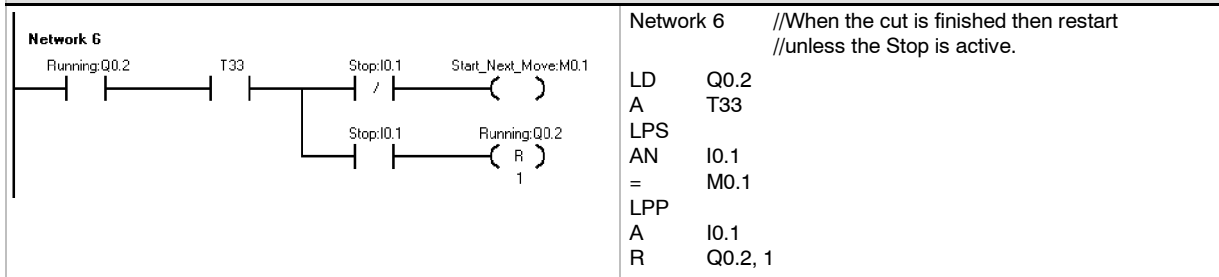 Network 6
Running:Q0.2 T33 Stop:I0.1 Start_Next_Move:M0.1
/
Stop:I0.1 Running:Q0.2
R
1
Network 6 //When the cut is finished then restart
//unless the Stop is active.
LD Q0.2
A T33
LPS
AN I0.1
= M0.1
LPP
A I0.1
R Q0.2, 1